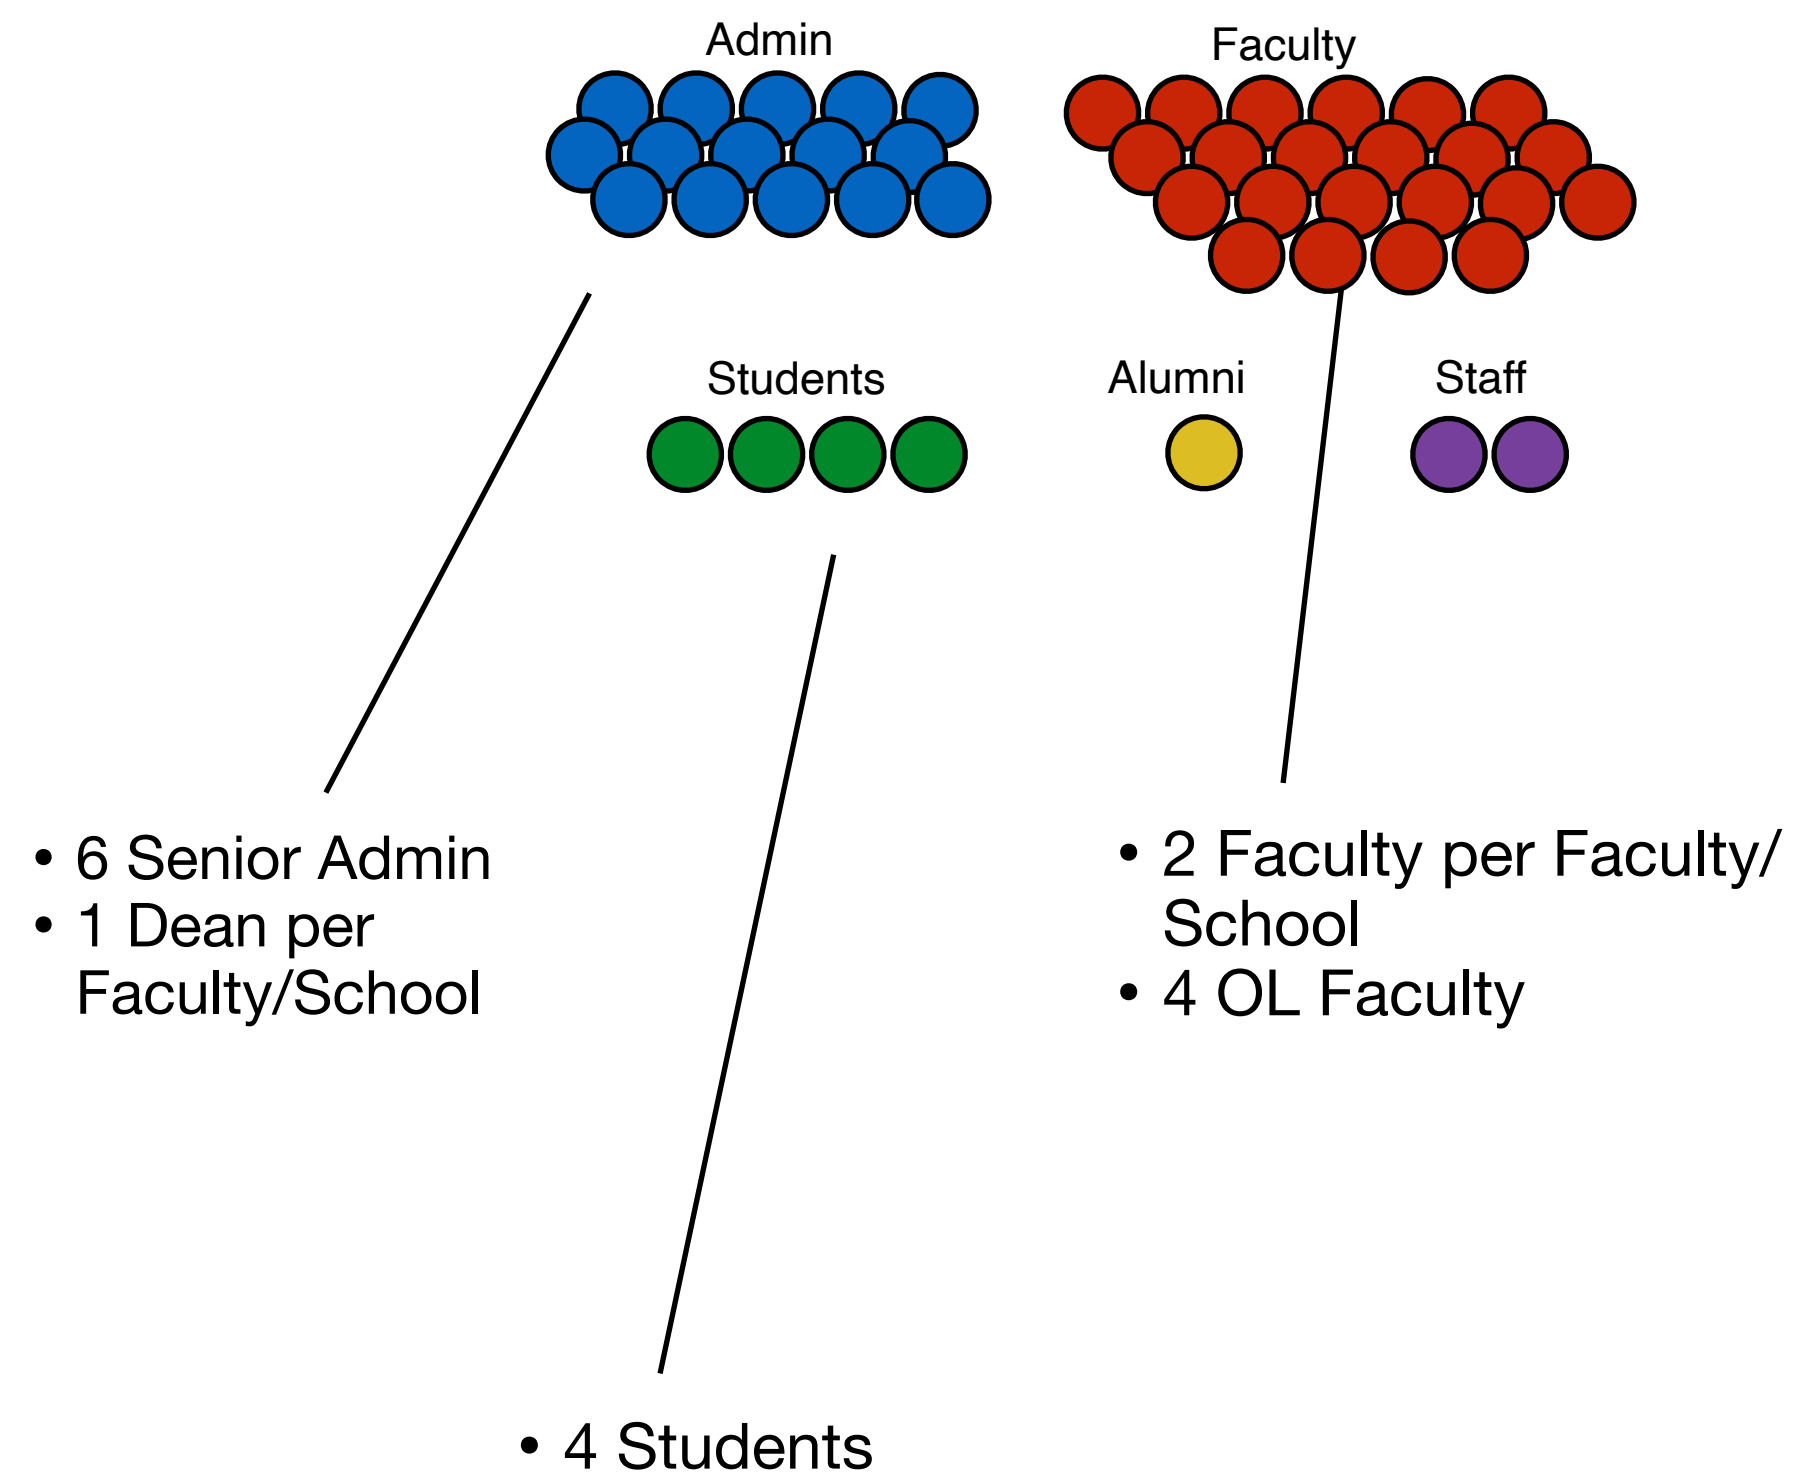 Admin
Faculty
Students
Alumni
Staff
• 6 Senior Admin
• 1 Dean per
Faculty/School
• 2 Faculty per Faculty/
School
• 4 OL Faculty
• 4 Students